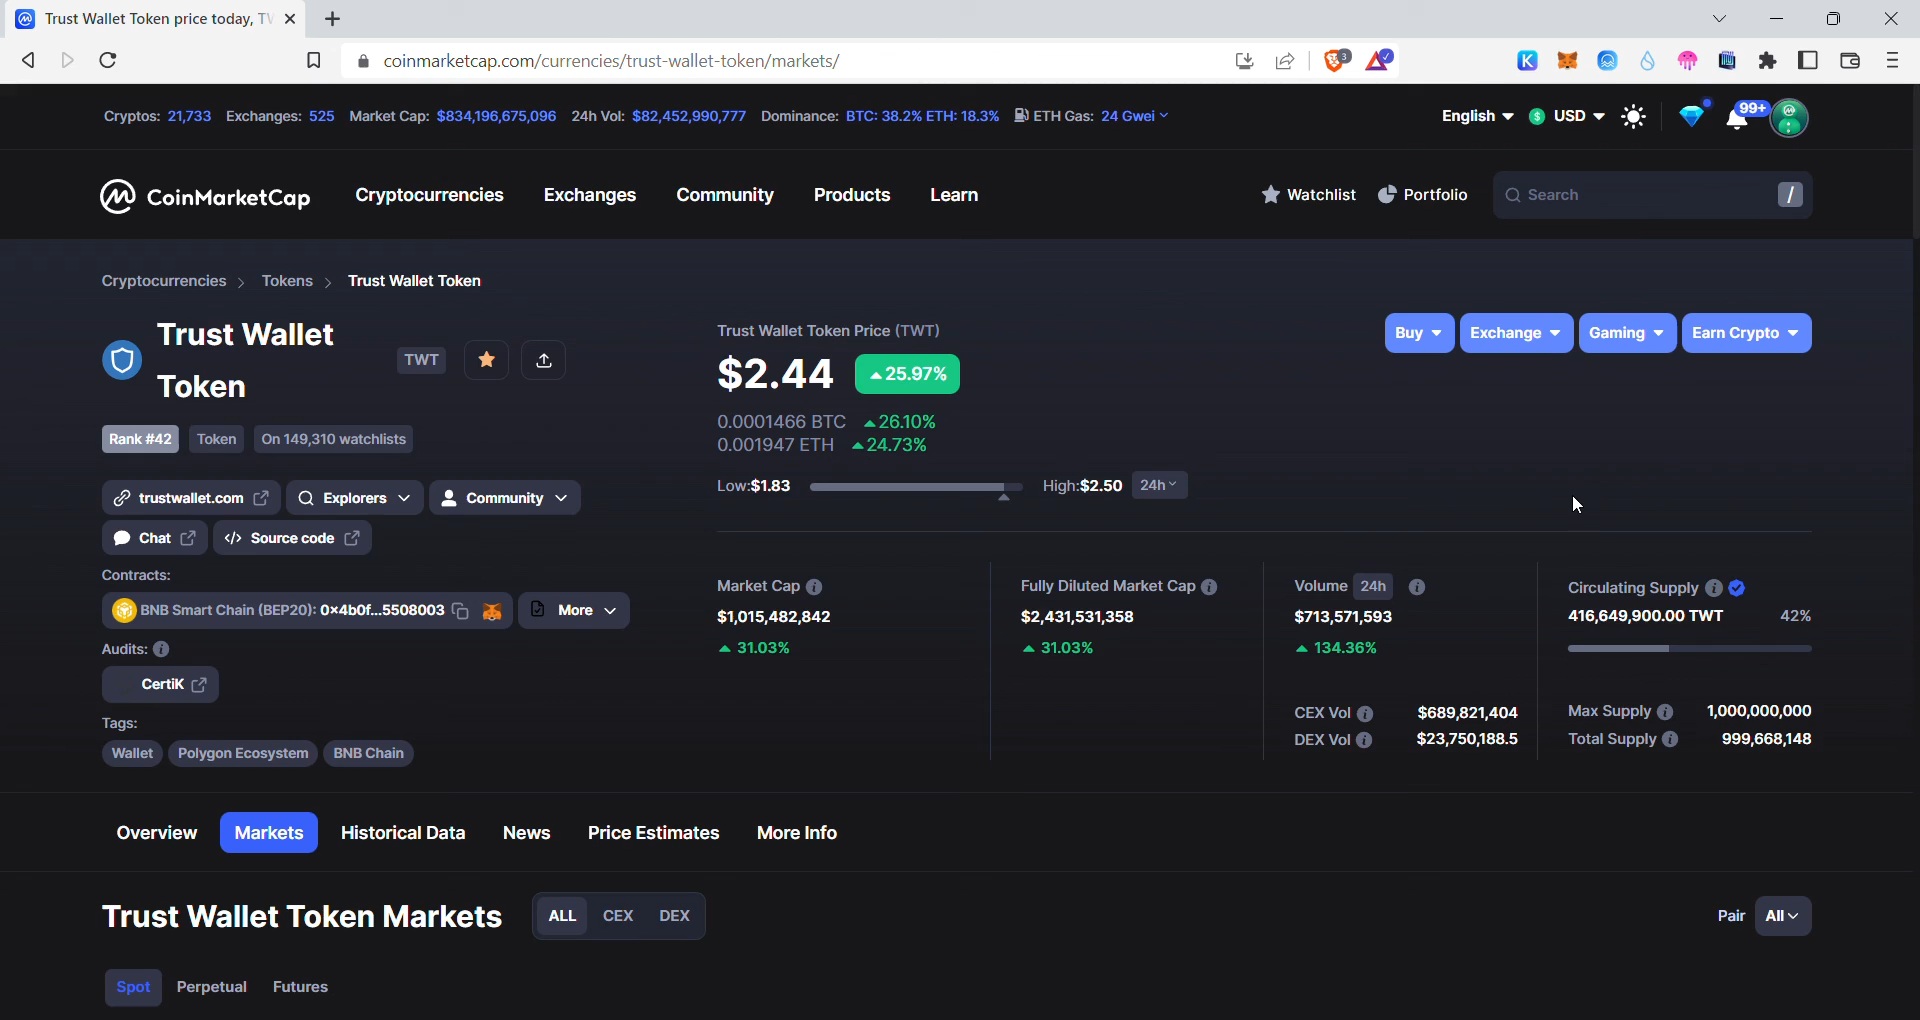 Trust Wallet Token price today, TW
coinmarketcap.com/currencies/trust-wallet-token/markets/
3
K
Cryptos: 21,733 Exchanges: 525 Market Cap: $834,196,675,096 24h Vol: $82,452,990,777 Dominance: BTC: 38.2% ETH: 18.3% ETH Gas: 24 Gwei
English $ USD 99+
CoinMarketCap Cryptocurrencies Exchanges Community Products Learn Watchlist Portfolio Search /
Cryptocurrencies > Tokens > Trust Wallet Token
Trust Wallet
Token
TWT
Rank #42 Token On 149,310 watchlists
trustwallet.com Explorers Community
Chat </> Source code
Contracts:
BNB Smart Chain (BEP20): 0x4b0f...5508003 More
Audits:
CertiK
Tags:
Wallet Polygon Ecosystem BNB Chain
Trust Wallet Token Price (TWT)
$2.44 25.97%
0.0001466 BTC 26.10%
0.001947 ETH 24.73%
Low:$1.83 High:$2.50 24h
Buy Exchange Gaming Earn Crypto
Market Cap
$1,015,482,842
31.03%
Fully Diluted Market Cap
$2,431,531,358
31.03%
Volume 24h
$713,571,593
134.36%
CEX Vol $689,821,404
DEX Vol $23,750,188.5
Circulating Supply
416,649,900.00 TWT 42%
Max Supply 1,000,000,000
Total Supply 999,668,148
Overview Markets Historical Data News Price Estimates More Info
Trust Wallet Token Markets ALL CEX DEX Pair All
Spot Perpetual Futures